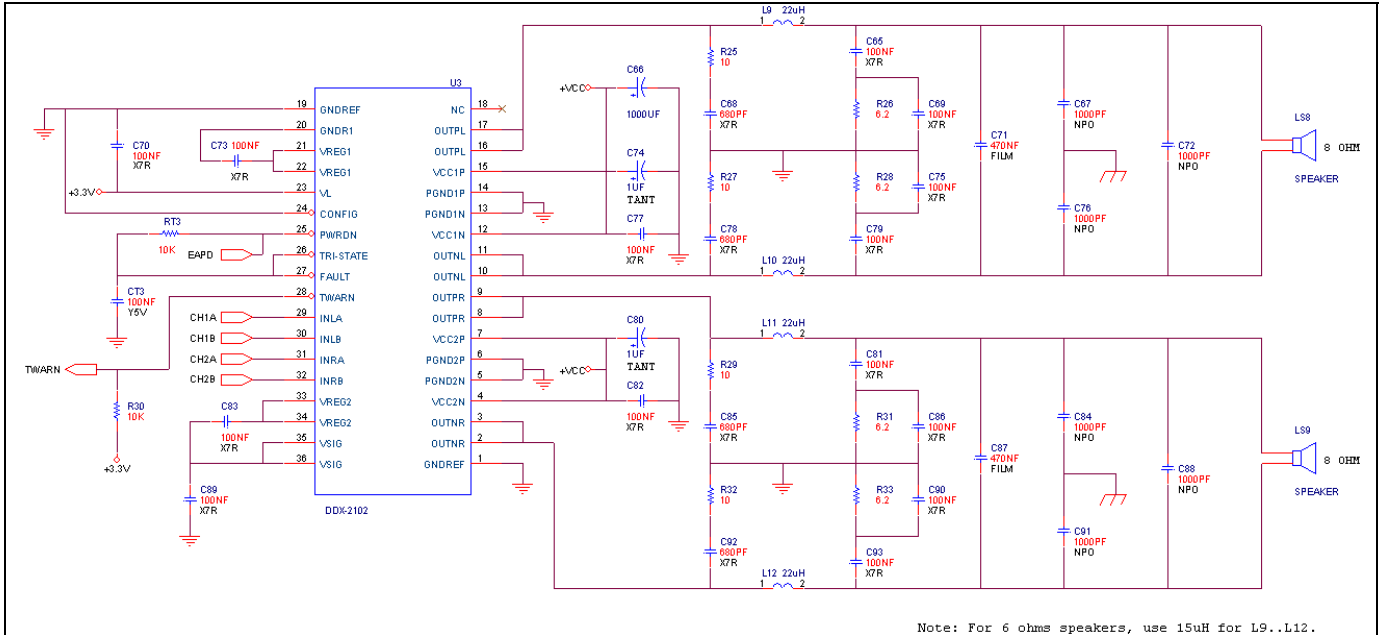 U3
DDX-2102
19 GNDREF
20 GNDR1
21 VREG1
22 VREG1
23 VL
24 CONFIG
25 PWRDN
26 TRI-STATE
27 FAULT
28 TWARN
29 INLA
30 INLB
31 INRA
32 INRB
33 VREG2
34 VREG2
35 VSIG
36 VSIG
NC 18
OUTPL 17
OUTPL 16
VCC1P 15
PGND1P 14
PGND1N 13
VCC1N 12
OUTNL 11
OUTNL 10
OUTPR 9
OUTPR 8
VCC2P 7
PGND2P 6
PGND2N 5
VCC2N 4
OUTNR 3
OUTNR 2
GNDREF 1
C70
100NF
X7R
C73 100NF
X7R
+3.3V
RT3
10K
EAPD
CT3
100NF
Y5V
CH1A
CH1B
CH2A
CH2B
TWARN
R30
10K
+3.3V
C83
100NF
X7R
C89
100NF
X7R
+VCC
C66
1000UF
C74
1UF
TANT
C77
100NF
X7R
C80
1UF
TANT
+VCC
C82
100NF
X7R
L9 22uH
1 2
R25
10
C68
680PF
X7R
R27
10
C78
680PF
X7R
L10 22uH
1 2
C65
100NF
X7R
R26
6.2
C69
100NF
X7R
R28
6.2
C75
100NF
X7R
C79
100NF
X7R
C71
470NF
FILM
C67
1000PF
NPO
C76
1000PF
NPO
C72
1000PF
NPO
LS8
8 OHM
SPEAKER
L11 22uH
1 2
R29
10
C85
680PF
X7R
R32
10
C92
680PF
X7R
L12 22uH
1 2
C81
100NF
X7R
R31
6.2
C86
100NF
X7R
R33
6.2
C90
100NF
X7R
C93
100NF
X7R
C87
470NF
FILM
C84
1000PF
NPO
C91
1000PF
NPO
C88
1000PF
NPO
LS9
8 OHM
SPEAKER
Note: For 6 ohms speakers, use 15uH for L9..L12.